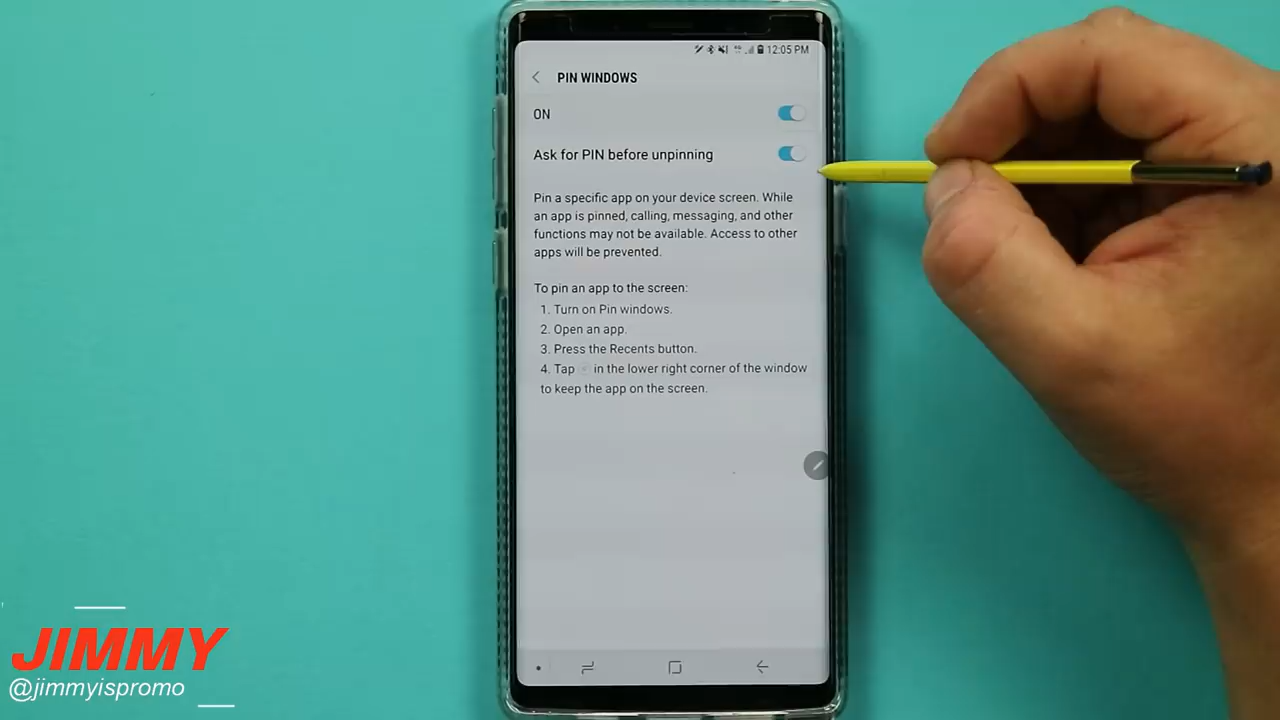 12:05 PM
PIN WINDOWS
ON
Ask for PIN before unpinning
Pin a specific app on your device screen. While
an app is pinned, calling, messaging, and other
functions may not be available. Access to other
apps will be prevented.
To pin an app to the screen:
1. Turn on Pin windows.
2. Open an app.
3. Press the Recents button.
4. Tap in the lower right corner of the window
to keep the app on the screen.
JIMMY
@jimmyispromo